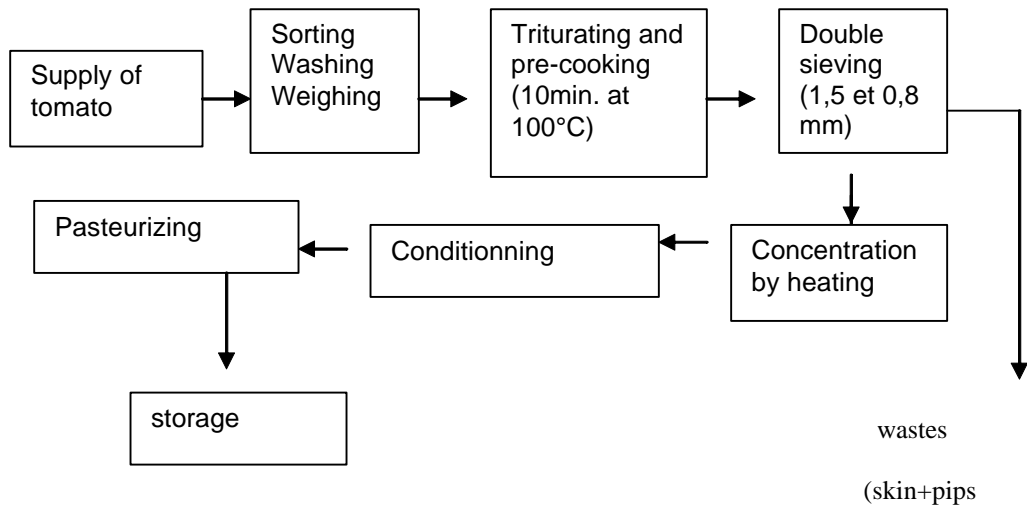 Supply of
tomato
Sorting
Washing
Weighing
Triturating and
pre-cooking
(10min. at
100°C)
Double
sieving
(1,5 et 0,8
mm)
Pasteurizing
Conditionning
Concentration
by heating
storage
wastes
(skin+pips